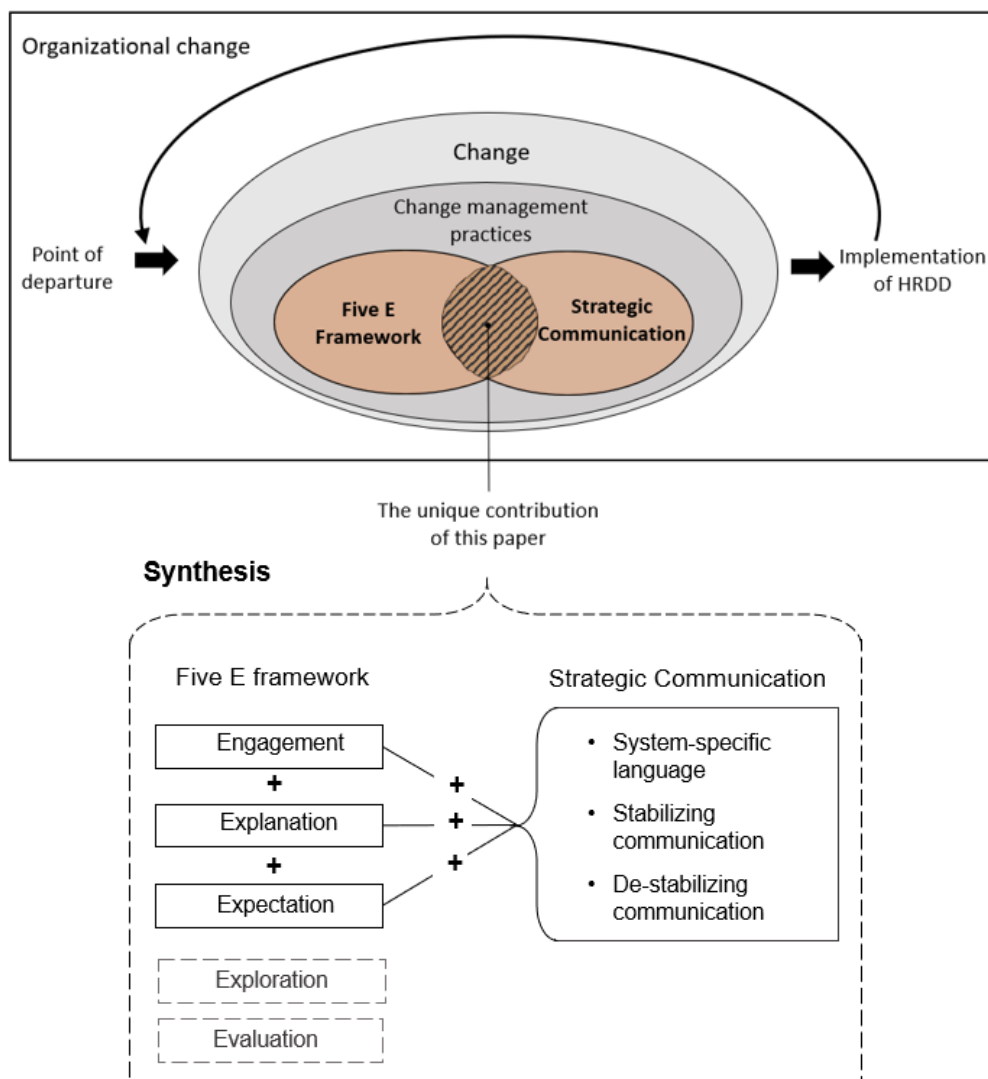 Organizational change
Change
Change management
practices
Point of
departure
Five E
Framework
Strategic
Communication
Implementation
of HRDD
The unique contribution
of this paper
Synthesis
Five E framework
Strategic Communication
Engagement
+
Explanation
+
Expectation
Exploration
Evaluation
+
+
+
• System-specific
language
• Stabilizing
communication
• De-stabilizing
communication